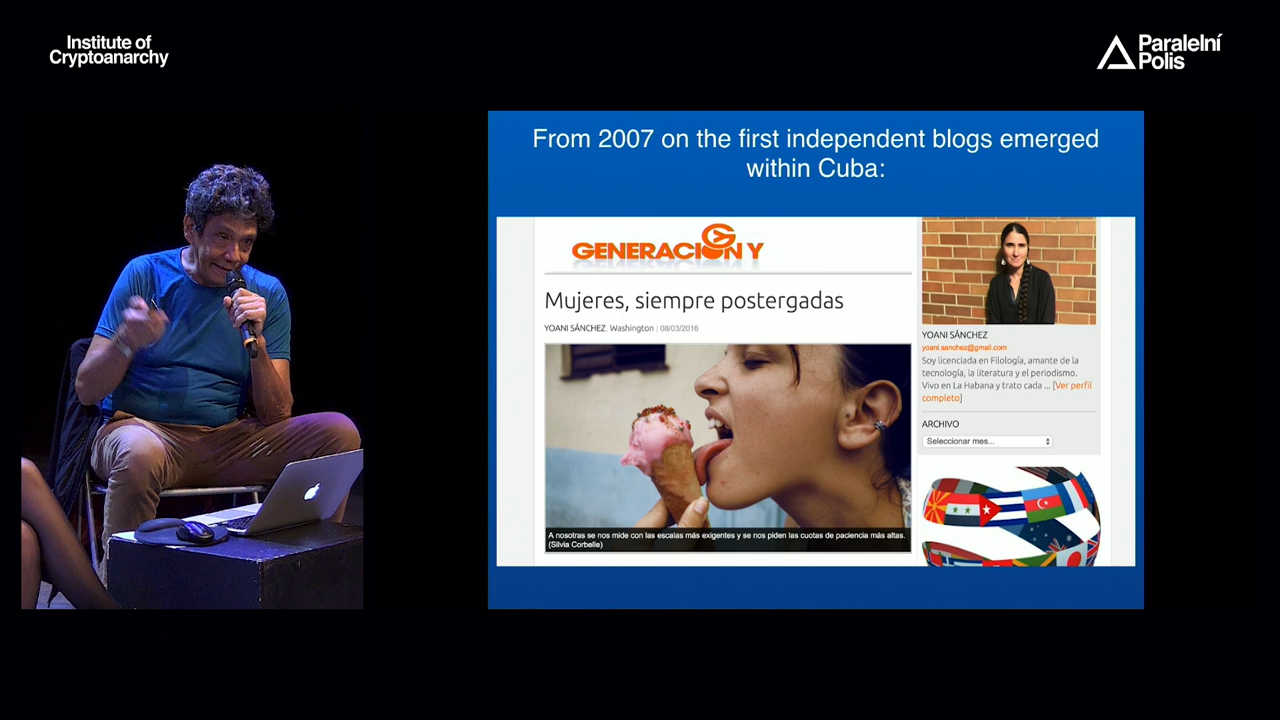 Institute of
Cryptoanarchy
Paralelní
Polis
From 2007 on the first independent blogs emerged
within Cuba:
GENERACIÓN Y
Mujeres, siempre postergadas
YOANI SÁNCHEZ, Washington | 08/03/2016
A nosotras se nos mide con las escalas más exigentes y se nos piden las cuotas de paciencia más altas.
(Silvia Corbelle)
YOANI SÁNCHEZ
yoani.sanchez@gmail.com
Soy licenciada en Filología, amante de la
tecnología, la literatura y el periodismo.
Vivo en La Habana y trato cada ... [Ver perfil
completo]
ARCHIVO
Seleccionar mes...